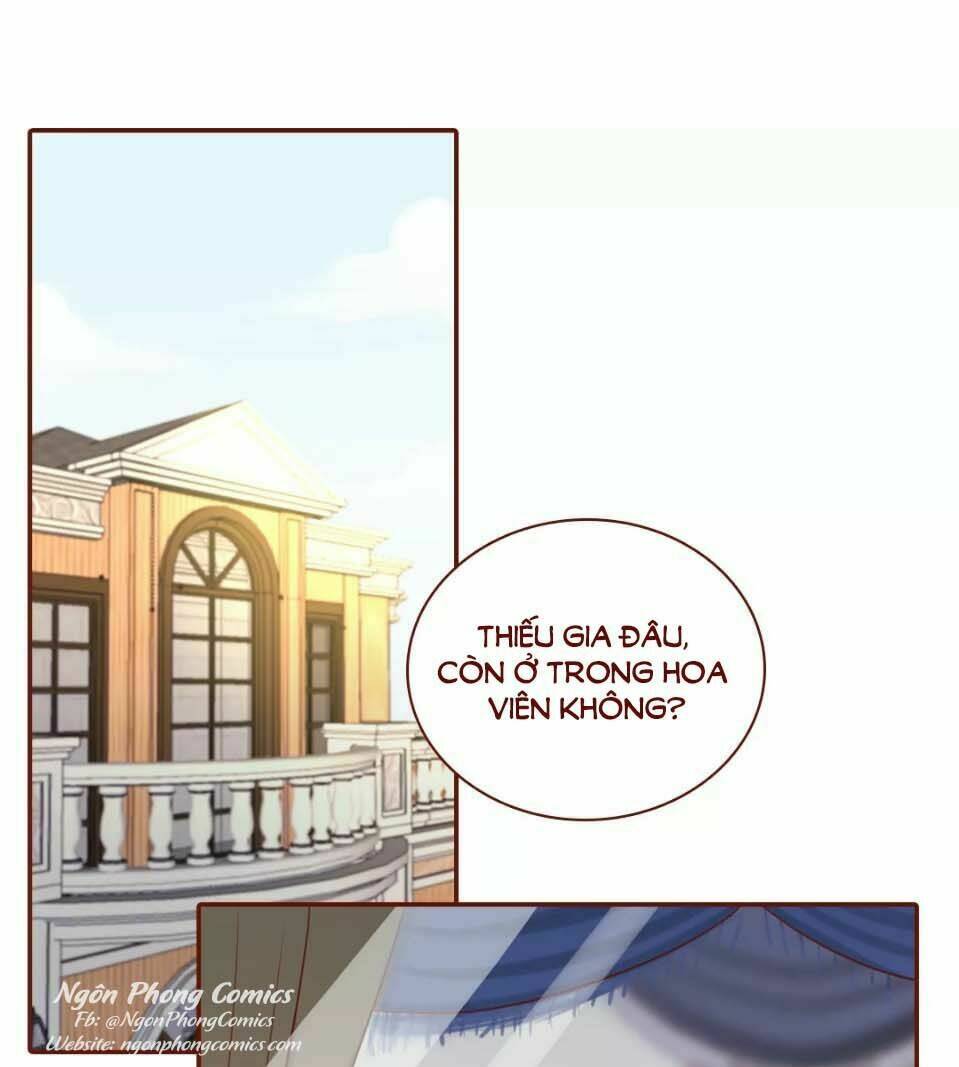 THIẾU GIA ĐÂU,
CÒN Ở TRONG HOA
VIÊN KHÔNG?
Ngôn Phong Comics
Fb: @NgonPhongComics
Website: ngonphongcomics.com